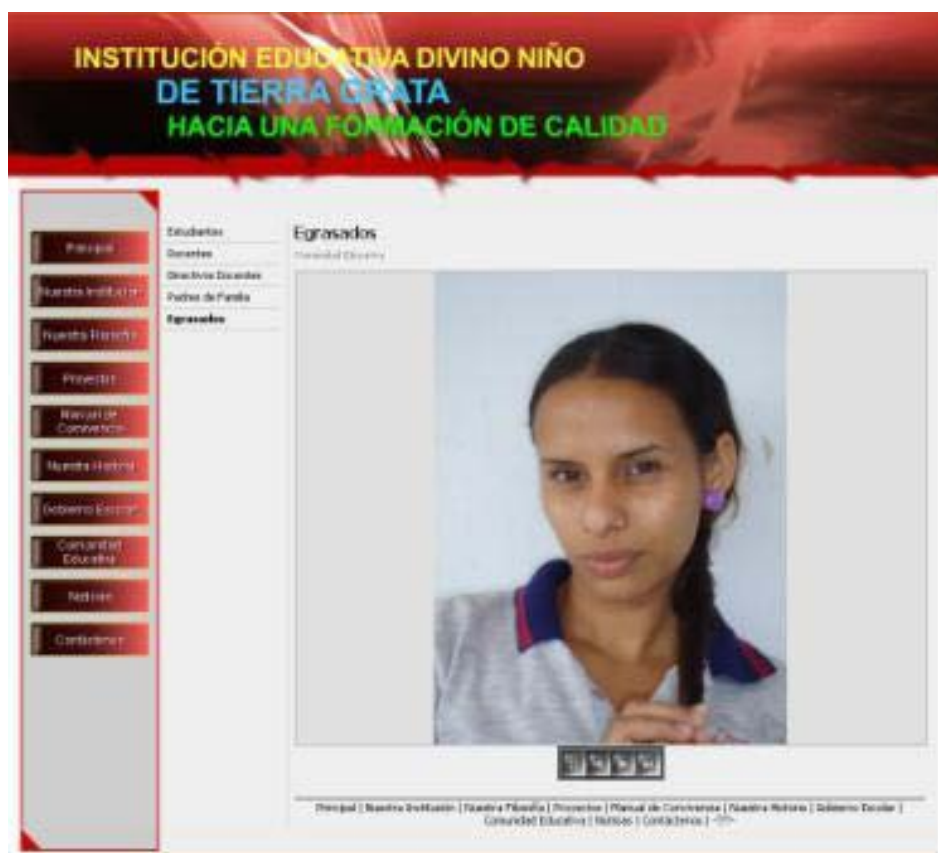 INSTITUCIÓN EDUCATIVA DIVINO NIÑO
DE TIERRA GRATA
HACIA UNA FORMACIÓN DE CALIDAD
Principal
Nuestra Institución
Nuestra Filosofía
Proyectos
Manual de
Convivencia
Nuestra Historia
Gobierno Escolar
Comunidad
Educativa
Noticias
Contáctenos
Estudiantes
Docentes
Directivos Docentes
Padres de Familia
Egrasados
Egrasados
Comunidad Educativa
Principal | Nuestra Institución | Nuestra Filosofía | Proyectos | Manual de Convivencia | Nuestra Historia | Gobierno Escolar |
Comunidad Educativa | Noticias | Contáctenos |